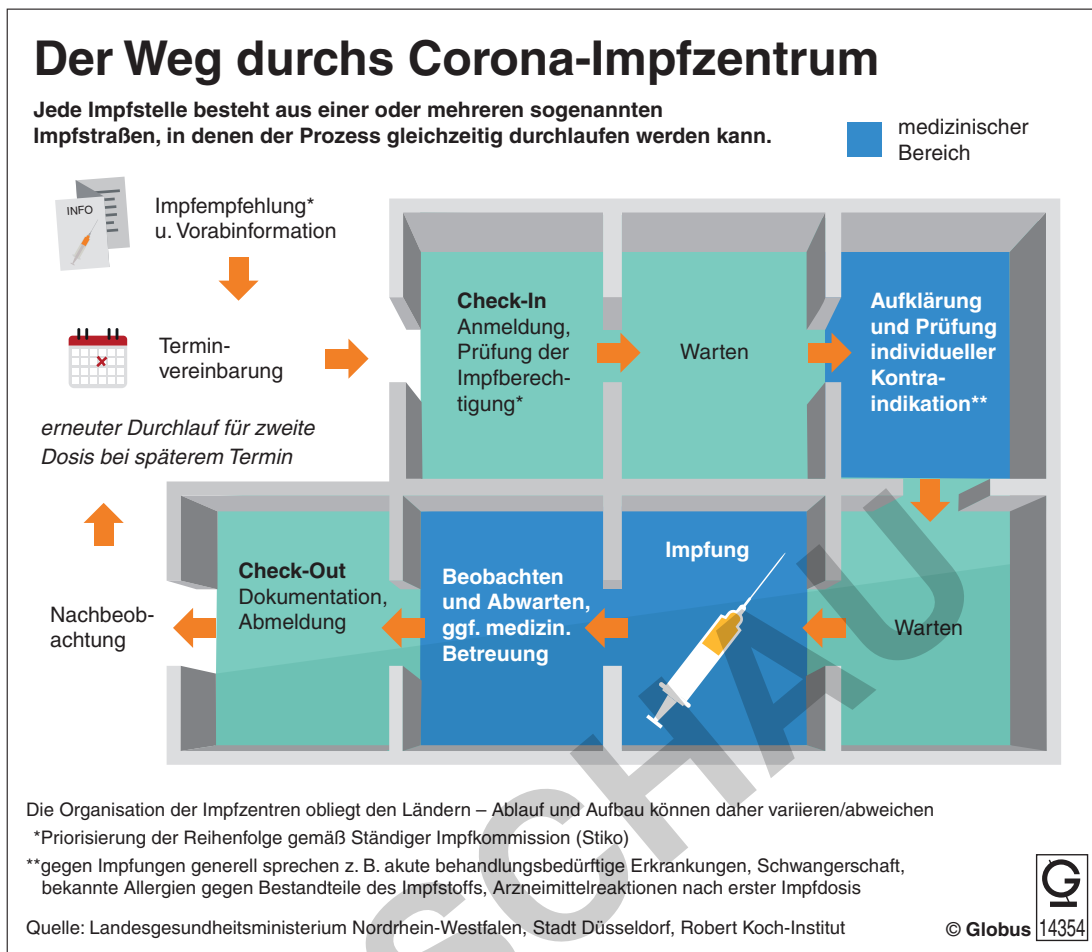 Der Weg durchs Corona-Impfzentrum
Jede Impfstelle besteht aus einer oder mehreren sogenannten
Impfstraßen, in denen der Prozess gleichzeitig durchlaufen werden kann.
medizinischer
Bereich
INFO
Impfempfehlung*
u. Vorabinformation
Termin-
vereinbarung
Check-In
Anmeldung,
Prüfung der
Impfberech-
tigung*
Warten
Aufklärung
und Prüfung
individueller
Kontra-
indikation**
Warten
Impfung
Beobachten
und Abwarten,
ggf. medizin.
Betreuung
Check-Out
Dokumentation,
Abmeldung
Nachbeob-
achtung
erneuter Durchlauf für zweite
Dosis bei späterem Termin
Die Organisation der Impfzentren obliegt den Ländern – Ablauf und Aufbau können daher variieren/abweichen
*Priorisierung der Reihenfolge gemäß Ständiger Impfkommission (Stiko)
**gegen Impfungen generell sprechen z. B. akute behandlungsbedürftige Erkrankungen, Schwangerschaft,
bekannte Allergien gegen Bestandteile des Impfstoffs, Arzneimittelreaktionen nach erster Impfdosis
Quelle: Landesgesundheitsministerium Nordrhein-Westfalen, Stadt Düsseldorf, Robert Koch-Institut
© Globus
G
14354
SCHAU